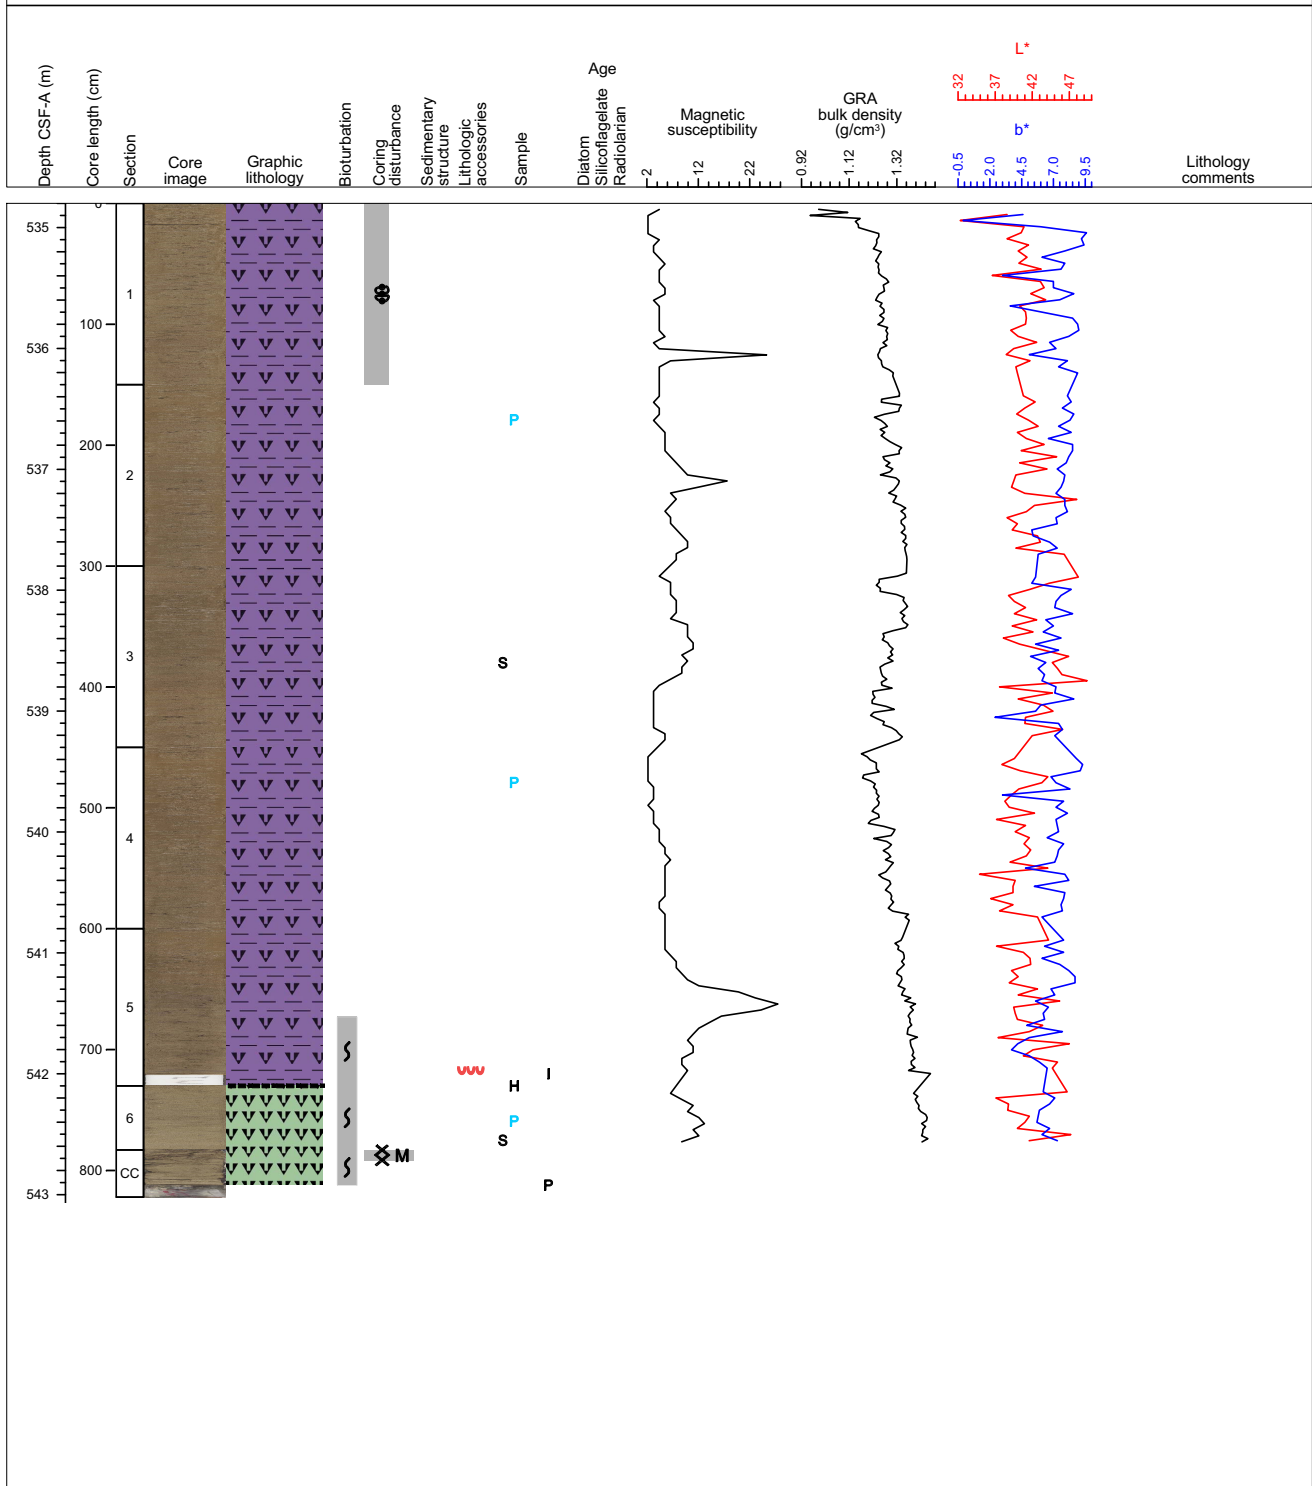 Depth CSF-A (m)
Core length (cm)
Section
Core
image
Graphic
lithology
Bioturbation
Coring
disturbance
Sedimentary
structure
Lithologic
accessories
Sample
Age
Diatom
Silicoflagelate
Radiolarian
Magnetic
susceptibility
2 12 22
GRA
bulk density
(g/cm³)
0.92 1.12 1.32
L*
32 37 42 47
b*
-0.5 2.0 4.5 7.0 9.5
Lithology
comments
0
535
1
100
536
P
200
537
2
300
538
3
S
400
539
P
500
540
4
600
541
5
700
542
I
H
6
P
S
M
800
CC
P
543